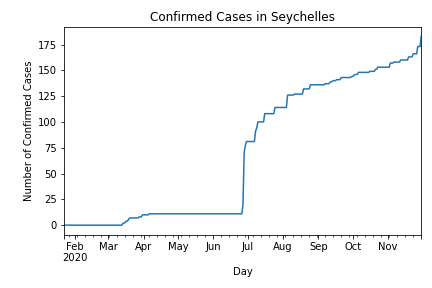 Confirmed Cases in Seychelles
Number of Confirmed Cases
175
150
125
100
75
50
25
0
Feb Mar Apr May Jun Jul Aug Sep Oct Nov
2020
Day